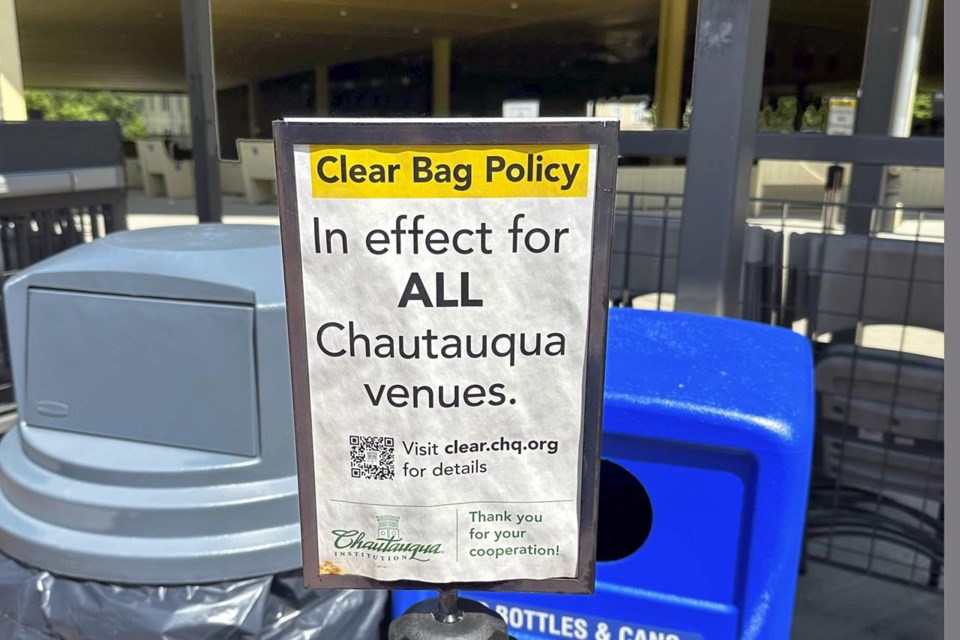 Clear Bag Policy
In effect for
ALL
Chautauqua
venues.
Visit clear.chq.org
for details
Chautauqua
INSTITUTION
Thank you
for your
cooperation!
BOTTLES & CANS